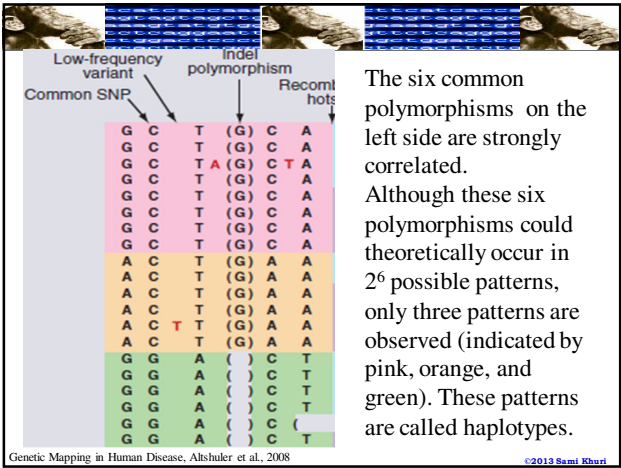 Low-frequency
variant
Indel
polymorphism
Common SNP
Recomb
hots
G C T (G) C A
G C T (G) C A
G C T A (G) C T A
G C T (G) C A
G C T (G) C A
G C T (G) C A
G C T (G) C A
G C T (G) C A
A C T (G) A A
A C T (G) A A
A C T (G) A A
A C T (G) A A
A C T T (G) A A
A C T (G) A A
G G A ( ) C T
G G A ( ) C T
G G A ( ) C T
G G A ( ) C T
G G A ( ) C (
G G A ( ) C T
The six common
polymorphisms on the
left side are strongly
correlated.
Although these six
polymorphisms could
theoretically occur in
2⁶ possible patterns,
only three patterns are
observed (indicated by
pink, orange, and
green). These patterns
are called haplotypes.
Genetic Mapping in Human Disease, Altshuler et al., 2008
©2013 Sami Khuri